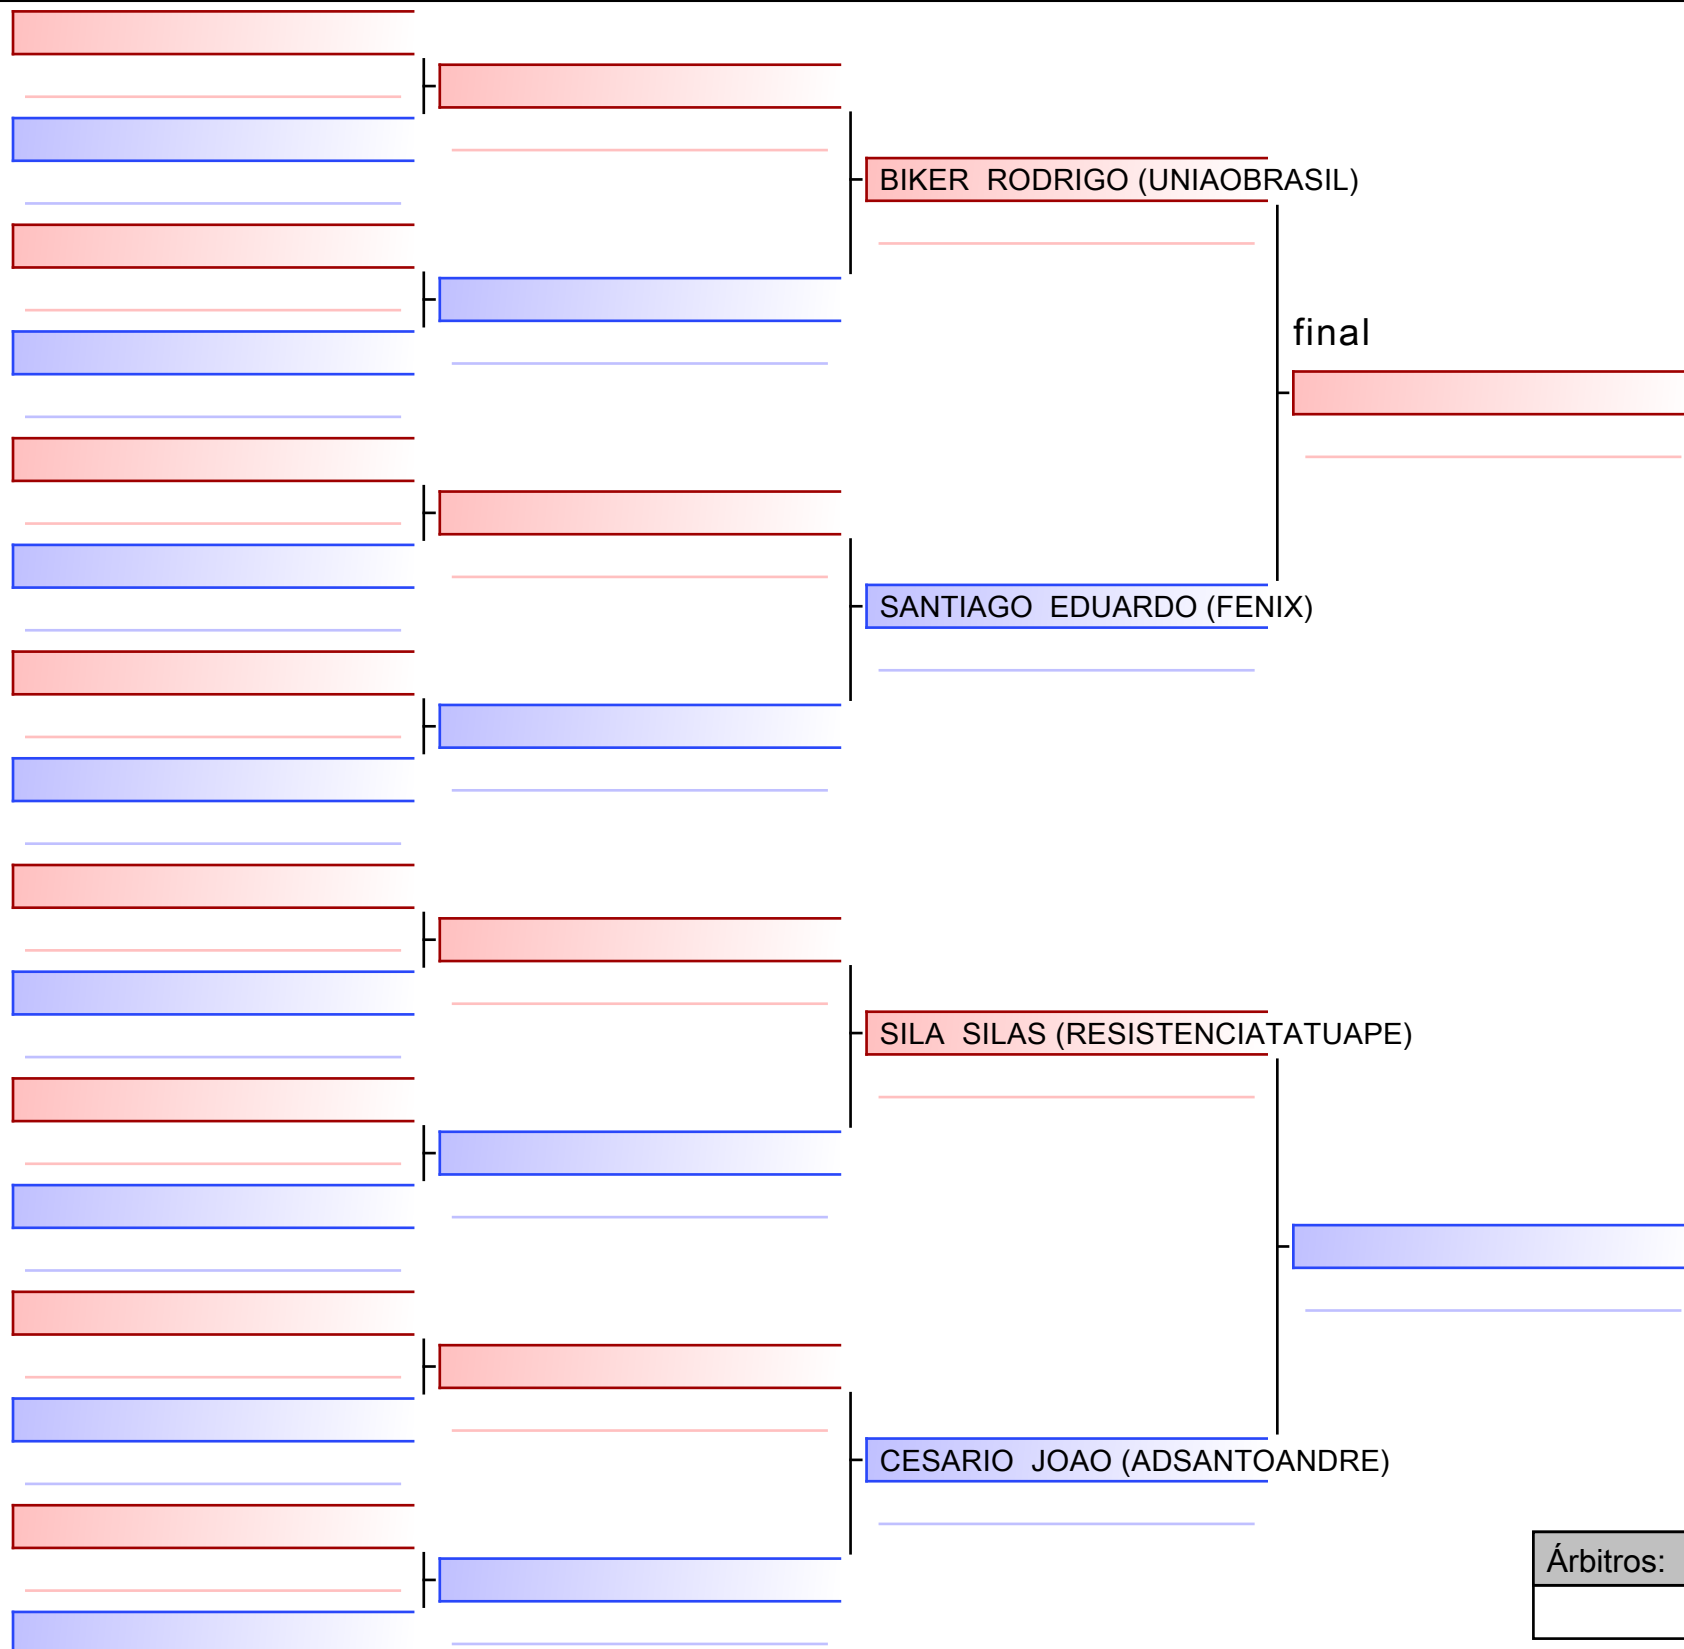 BIKER  RODRIGO (UNIAOBRASIL)
final
SANTIAGO  EDUARDO (FENIX)
SILA  SILAS (RESISTENCIATATUAPE)
CESARIO  JOAO (ADSANTOANDRE)
Árbitros: